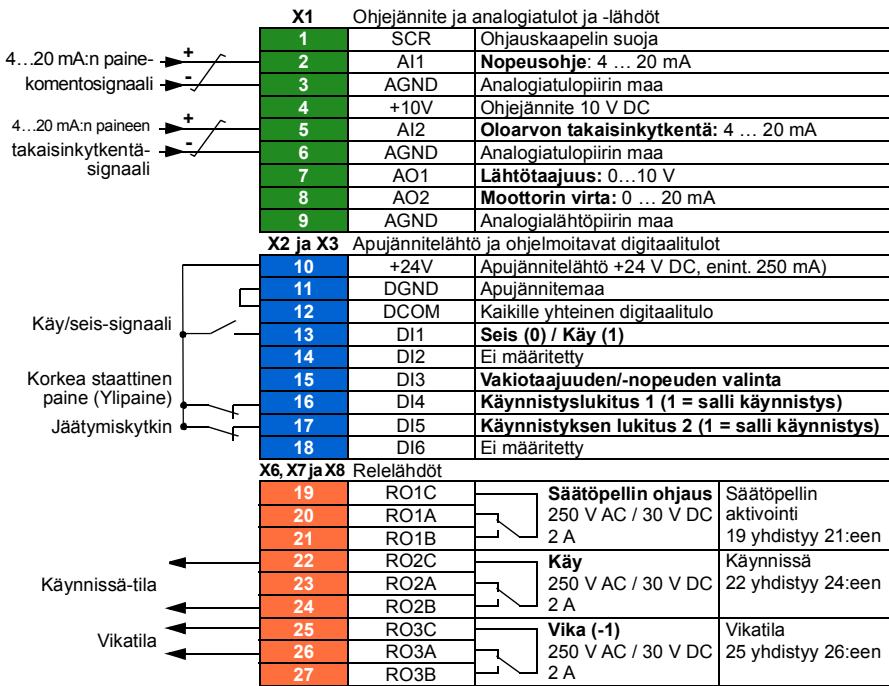 X1 Ohjejännite ja analogiatulot ja -lähdöt
1 SCR Ohjauskaapelin suoja
4…20 mA:n paine- + 2 AI1 Nopeusohje: 4 … 20 mA
komentosignaali - 3 AGND Analogiatulopiirin maa
4 +10V Ohjejännite 10 V DC
4…20 mA:n paineen + 5 AI2 Oloarvon takaisinkytkentä: 4 … 20 mA
takaisinkytkentä- - 6 AGND Analogiatulopiirin maa
signaali 7 AO1 Lähtötaajuus: 0…10 V
8 AO2 Moottorin virta: 0 … 20 mA
9 AGND Analogialähtöpiirin maa
X2 ja X3 Apujännitelähtö ja ohjelmoitavat digitaalitulot
10 +24V Apujännitelähtö +24 V DC, enint. 250 mA)
11 DGND Apujännitemaa
12 DCOM Kaikille yhteinen digitaalitulo
Käy/seis-signaali 13 DI1 Seis (0) / Käy (1)
14 DI2 Ei määritetty
Korkea staattinen 15 DI3 Vakiotaajuuden/-nopeuden valinta
paine (Ylipaine) 16 DI4 Käynnistyslukitus 1 (1 = salli käynnistys)
Jäätymiskytkin 17 DI5 Käynnistyksen lukitus 2 (1 = salli käynnistys)
18 DI6 Ei määritetty
X6, X7 ja X8 Relelähdöt
19 RO1C Säätöpellin ohjaus Säätöpellin
20 RO1A 250 V AC / 30 V DC aktivointi
21 RO1B 2 A 19 yhdistyy 21:een
22 RO2C Käy Käynnissä
Käynnissä-tila 23 RO2A 250 V AC / 30 V DC 22 yhdistyy 24:een
24 RO2B 2 A
25 RO3C Vika (-1) Vikatila
Vikatila 26 RO3A 250 V AC / 30 V DC 25 yhdistyy 26:een
27 RO3B 2 A